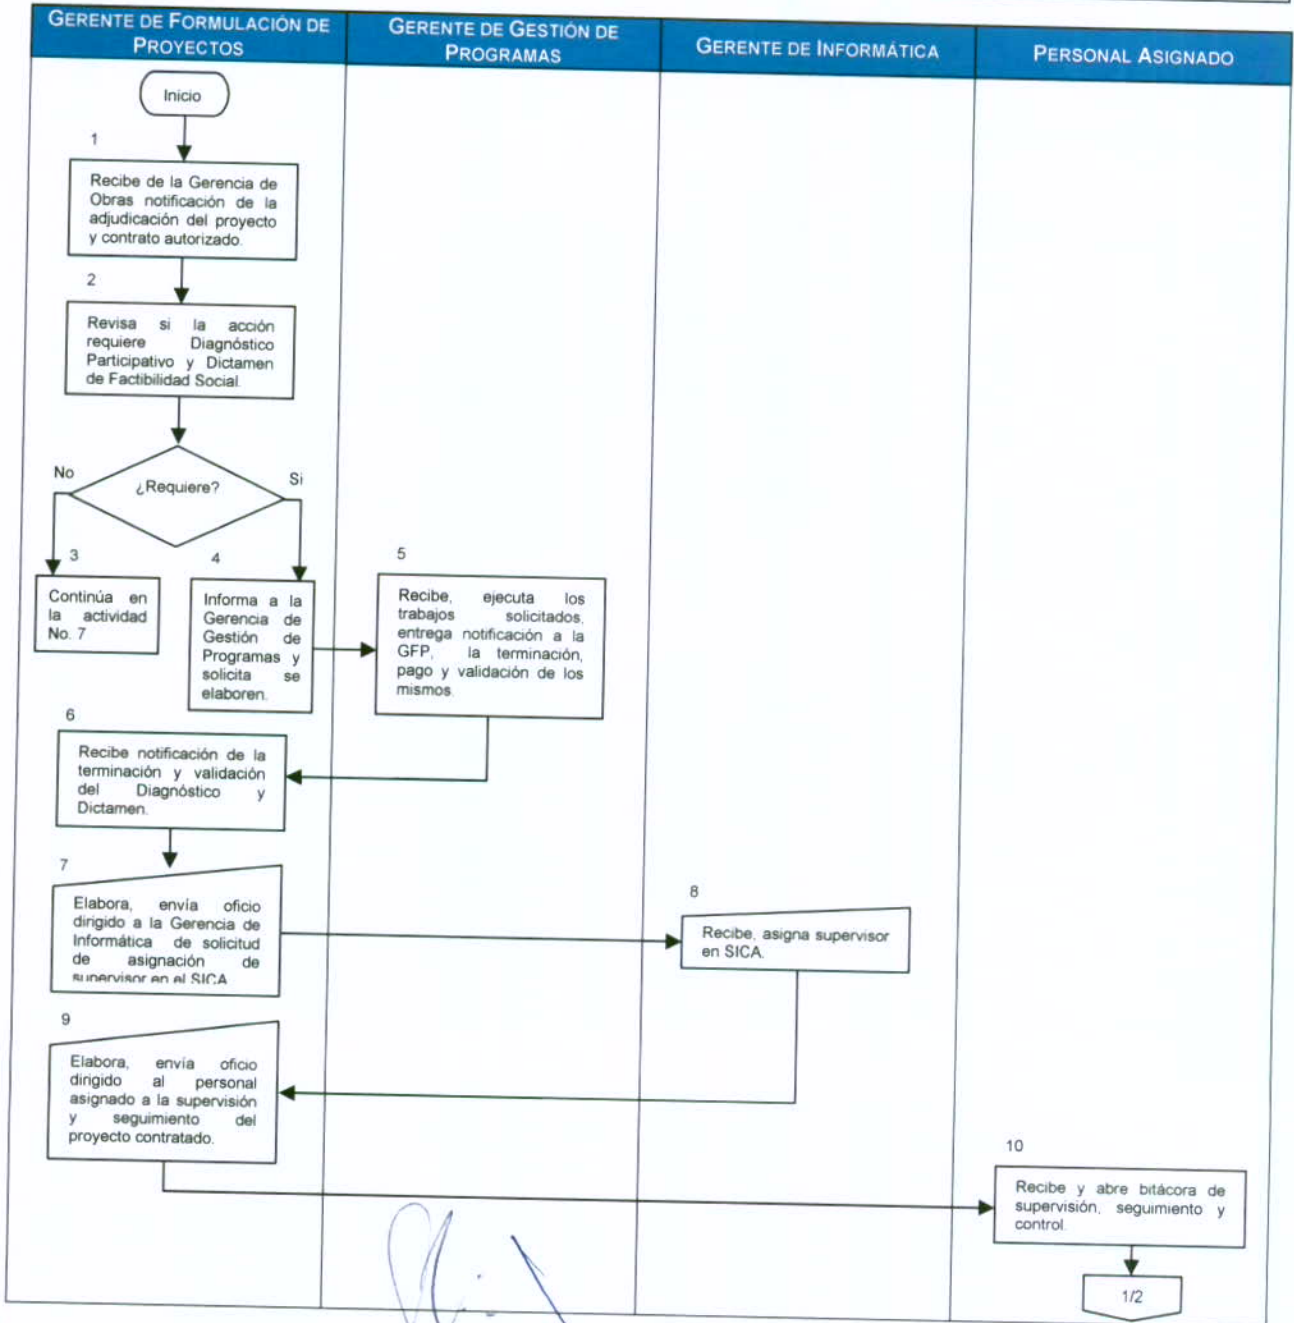 GERENTE DE FORMULACIÓN DE
PROYECTOS
GERENTE DE GESTIÓN DE
PROGRAMAS
GERENTE DE INFORMÁTICA
PERSONAL ASIGNADO
Inicio
1
Recibe de la Gerencia de
Obras notificación de la
adjudicación del proyecto
y contrato autorizado.
2
Revisa si la acción
requiere Diagnóstico
Participativo y Dictamen
de Factibilidad Social.
No
¿Requiere?
Si
3
Continúa en
la actividad
No. 7
4
Informa a la
Gerencia de
Gestión de
Programas y
solicita se
elaboren.
5
Recibe, ejecuta los
trabajos solicitados,
entrega notificación a la
GFP, la terminación,
pago y validación de los
mismos.
6
Recibe notificación de la
terminación y validación
del Diagnóstico y
Dictamen.
7
Elabora, envía oficio
dirigido a la Gerencia de
Informática de solicitud
de asignación de
supervisor en el SICA
8
Recibe, asigna supervisor
en SICA.
9
Elabora, envía oficio
dirigido al personal
asignado a la supervisión
y seguimiento del
proyecto contratado.
10
Recibe y abre bitácora de
supervisión, seguimiento y
control.
1/2